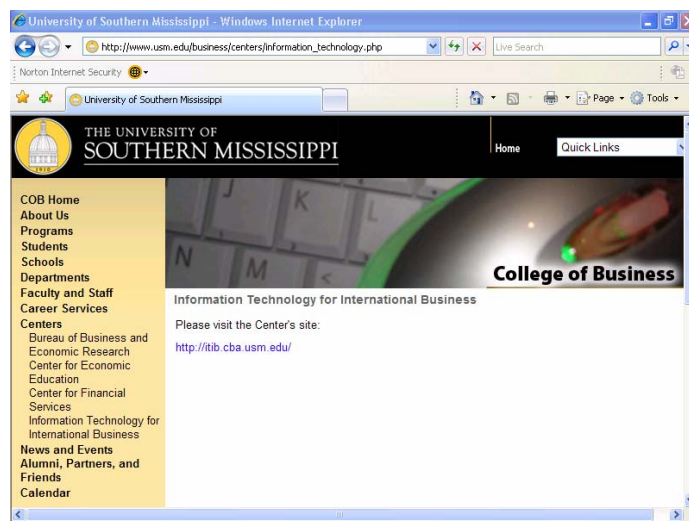 University of Southern Mississippi - Windows Internet Explorer
http://www.usm.edu/business/centers/information_technology.php
Live Search
Norton Internet Security
University of Southern Mississippi
Page
Tools
THE UNIVERSITY OF
SOUTHERN MISSISSIPPI
1910
Home
Quick Links
COB Home
About Us
Programs
Students
Schools
Departments
Faculty and Staff
Career Services
Centers
Bureau of Business and
Economic Research
Center for Economic
Education
Center for Financial
Services
Information Technology for
International Business
News and Events
Alumni, Partners, and
Friends
Calendar
J
K
L
N
M
<
College of Business
Information Technology for International Business
Please visit the Center's site:
http://itib.cba.usm.edu/